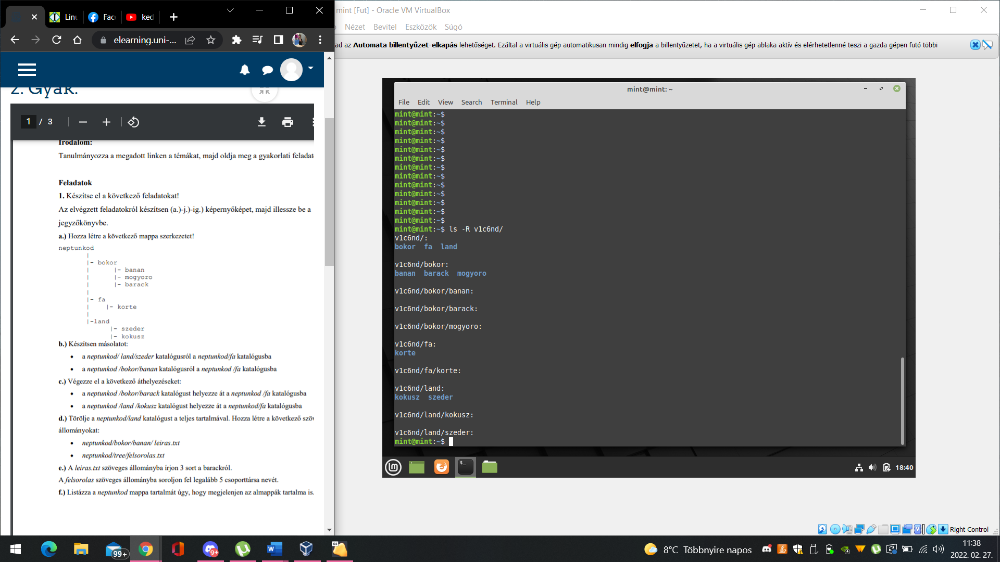 Linu
Fac
ked
elearning.uni-...
2. Gyak.
1 / 3
Irodalom:
Tanulmányozza a megadott linken a témákat, majd oldja meg a gyakorlati feladat
Feladatok
1. Készítse el a következő feladatokat!
Az elvégzett feladatokról készítsen (a.)-j.)-ig.) képernyőképet, majd illessze be a
jegyzőkönyvbe.
a.) Hozza létre a következő mappa szerkezetet!
neptunkod
|
|- bokor
| |- banan
| |- mogyoro
| |- barack
|
|- fa
| |- korte
|
|-land
|- szeder
|- kokusz
b.) Készítsen másolatot:
• a neptunkod/ land/szeder katalógusról a neptunkod/fa katalógusba
• a neptunkod /bokor/banan katalógusról a neptunkod /fa katalógusba
c.) Végezze el a következő áthelyezéseket:
• a neptunkod /bokor/barack katalógust helyezze át a neptunkod /fa katalógusba
• a neptunkod /land /kokusz katalógust helyezze át a neptunkod/fa katalógusba
d.) Törölje a neptunkod/land katalógust a teljes tartalmával. Hozza létre a következő szöv
állományokat:
• neptunkod/bokor/banan/ leiras.txt
• neptunkod/tree/felsorolas.txt
e.) A leiras.txt szöveges állományba írjon 3 sort a barackról.
A felsorolas szöveges állományba soroljon fel legalább 5 csoporttársa nevét.
f.) Listázza a neptunkod mappa tartalmát úgy, hogy megjelenjen az almappák tartalma is.
mint [Fut] - Oracle VM VirtualBox
Nézet Bevitel Eszközök Súgó
ad az Automata billentyűzet-elkapás lehetőséget. Ezáltal a virtuális gép automatikusan mindig elfogja a billentyűzetet, ha a virtuális gép ablaka aktív és elérhetetlenné teszi a gazda gépen futó többi
mint@mint: ~
File Edit View Search Terminal Help
mint@mint:~$
mint@mint:~$
mint@mint:~$
mint@mint:~$
mint@mint:~$
mint@mint:~$
mint@mint:~$
mint@mint:~$
mint@mint:~$
mint@mint:~$
mint@mint:~$
mint@mint:~$
mint@mint:~$
mint@mint:~$ ls -R v1c6nd/
v1c6nd/:
bokor fa land
v1c6nd/bokor:
banan barack mogyoro
v1c6nd/bokor/banan:
v1c6nd/bokor/barack:
v1c6nd/bokor/mogyoro:
v1c6nd/fa:
korte
v1c6nd/fa/korte:
v1c6nd/land:
kokusz szeder
v1c6nd/land/kokusz:
v1c6nd/land/szeder:
mint@mint:~$
18:40
Right Control
99+
9+
64
8°C Többnyire napos
11:38
2022. 02. 27.